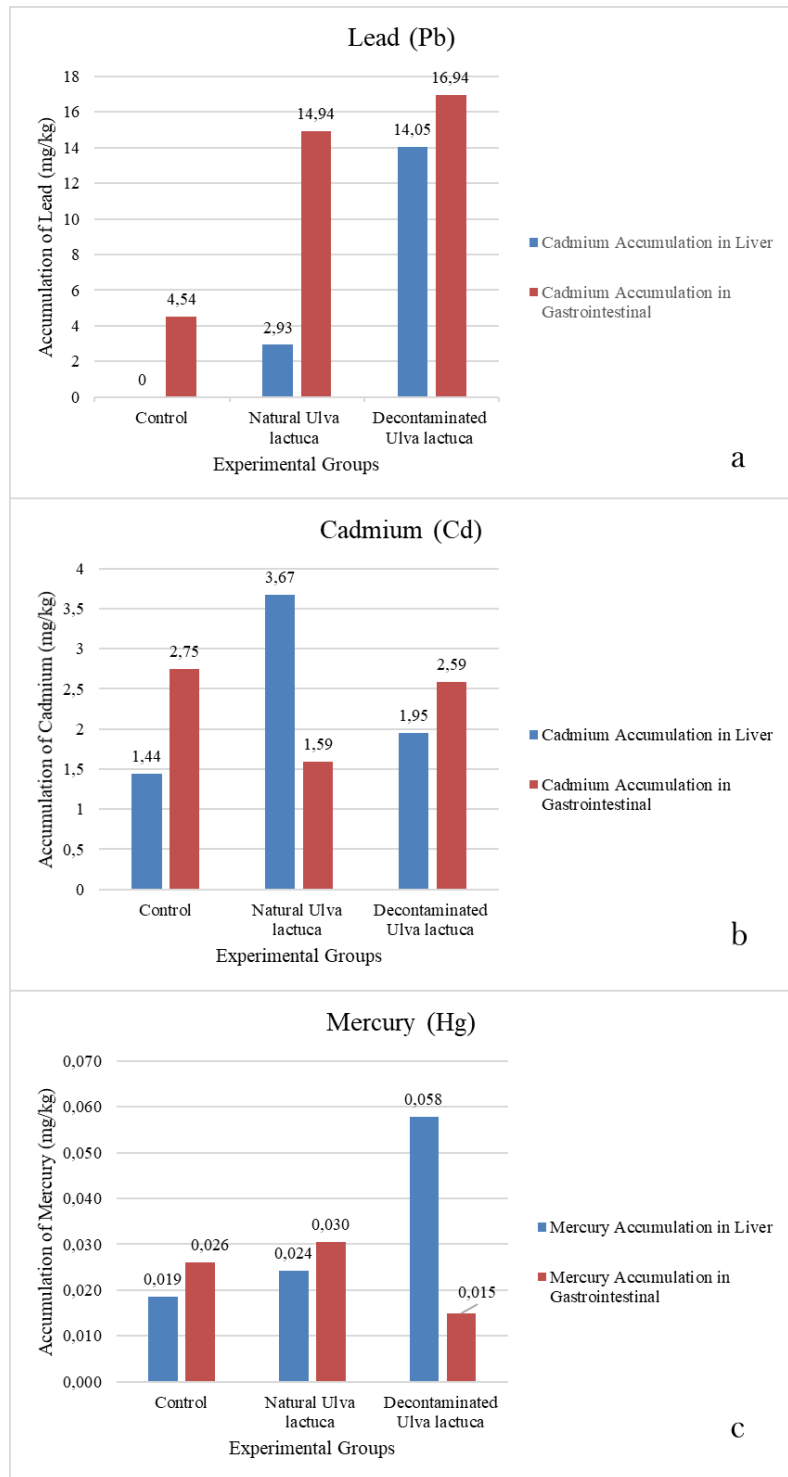 Lead (Pb)
Accumulation of Lead (mg/kg)
18
16
14
12
10
8
6
4
2
0
0
4,54
2,93
14,94
14,05
16,94
Control
Natural Ulva
lactuca
Decontaminated
Ulva lactuca
Experimental Groups
Cadmium Accumulation in Liver
Cadmium Accumulation in
Gastrointestinal
a
Cadmium (Cd)
Accumulation of Cadmium (mg/kg)
4
3,5
3
2,5
2
1,5
1
0,5
0
1,44
2,75
3,67
1,59
1,95
2,59
Control
Natural Ulva
lactuca
Decontaminated
Ulva lactuca
Experimental Groups
Cadmium Accumulation in Liver
Cadmium Accumulation in
Gastrointestinal
b
Mercury (Hg)
Accumulation of Mercury (mg/kg)
0,070
0,060
0,050
0,040
0,030
0,020
0,010
0,000
0,019
0,026
0,024
0,030
0,058
0,015
Control
Natural Ulva
lactuca
Decontaminated
Ulva lactuca
Experimental Groups
Mercury Accumulation in Liver
Mercury Accumulation in
Gastrointestinal
c